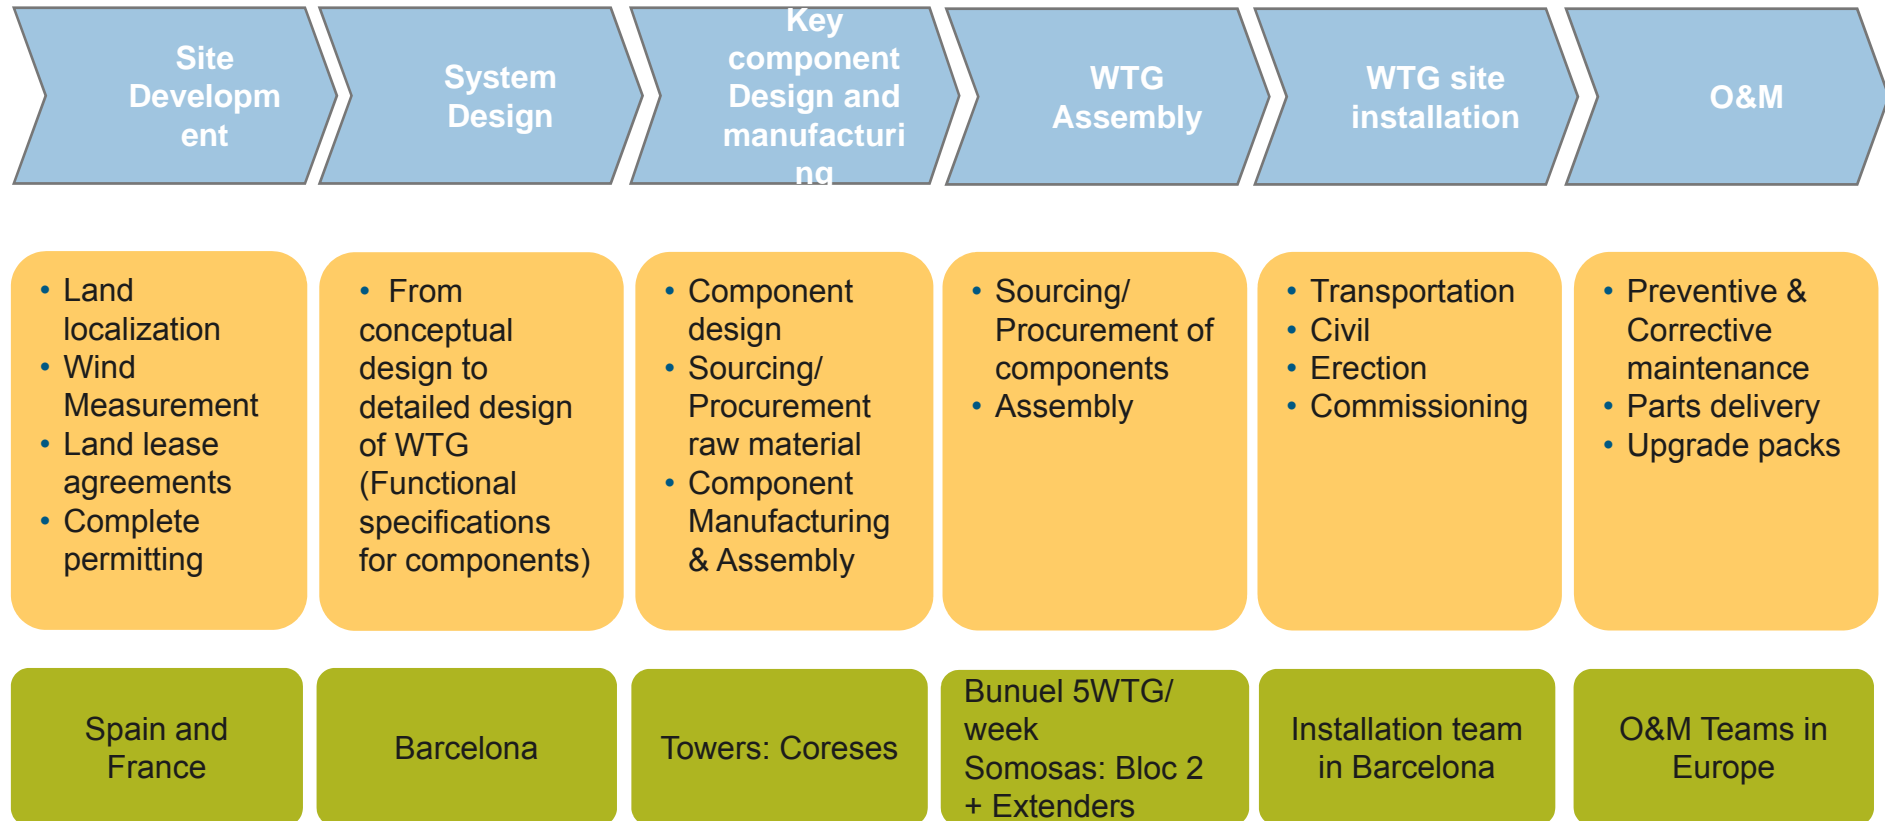 Site
Developm
ent
System
Design
Key
component
Design and
manufacturi
ng
WTG
Assembly
WTG site
installation
O&M
• Land
localization
• Wind
Measurement
• Land lease
agreements
• Complete
permitting
• From
conceptual
design to
detailed design
of WTG
(Functional
specifications
for components)
• Component
design
• Sourcing/
Procurement
raw material
• Component
Manufacturing
& Assembly
• Sourcing/
Procurement of
components
• Assembly
• Transportation
• Civil
• Erection
• Commissioning
• Preventive &
Corrective
maintenance
• Parts delivery
• Upgrade packs
Spain and
France
Barcelona
Towers: Coreses
Bunuel 5WTG/
week
Somosas: Bloc 2
+ Extenders
Installation team
in Barcelona
O&M Teams in
Europe